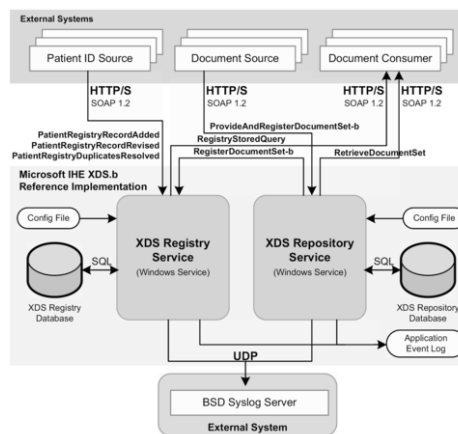 External Systems
Patient ID Source
Document Source
Document Consumer
HTTP/S
SOAP 1.2
HTTP/S
SOAP 1.2
HTTP/S
SOAP 1.2
HTTP/S
SOAP 1.2
ProvideAndRegisterDocumentSet-b
PatientRegistryRecordAdded
PatientRegistryRecordRevised
PatientRegistryDuplicatesResolved
RegistryStoredQuery
RegisterDocumentSet-b
RetrieveDocumentSet
Microsoft IHE XDS.b
Reference Implementation
Config File
XDS Registry
Service
(Windows Service)
XDS Repository
Service
(Windows Service)
Config File
SQL
SQL
XDS Registry
Database
XDS Repository
Database
Application
Event Log
UDP
BSD Syslog Server
External System